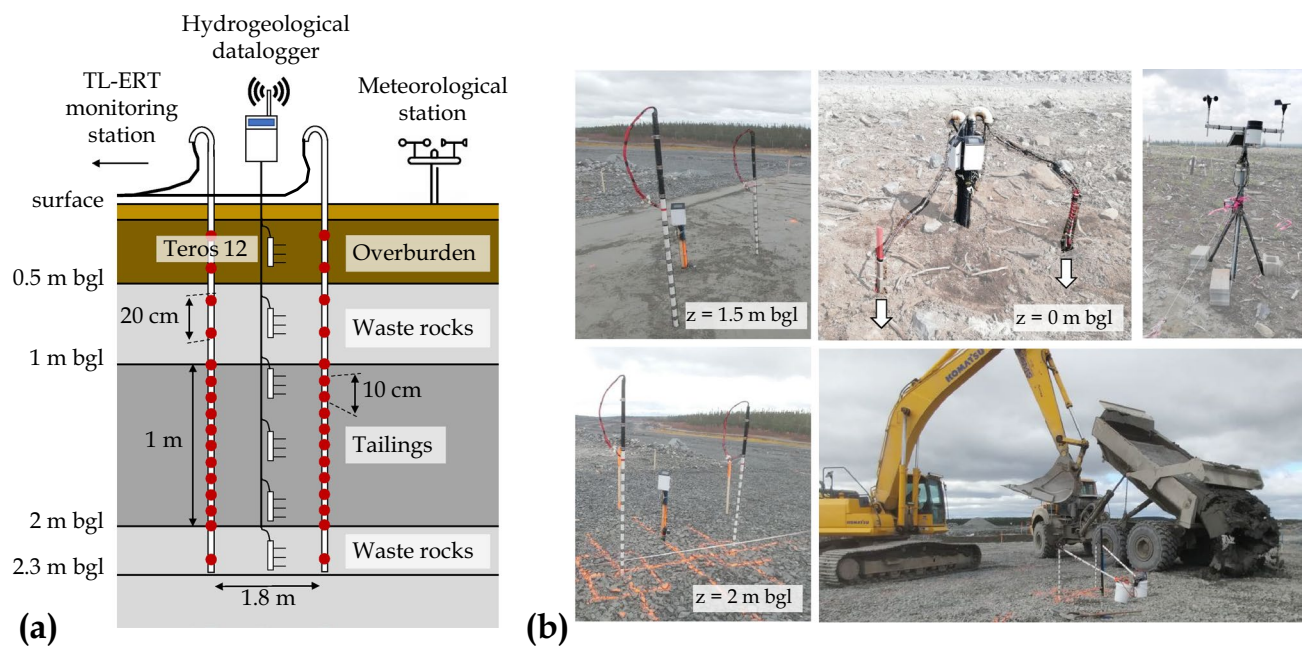 Hydrogeological
datalogger
TL-ERT
monitoring
station
Meteorological
station
surface
Teros 12
Overburden
0.5 m bgl
20 cm
Waste rocks
1 m bgl
10 cm
1 m
Tailings
2 m bgl
Waste rocks
2.3 m bgl
1.8 m
(a)
z = 1.5 m bgl
z = 0 m bgl
z = 2 m bgl
KOMATSU
KOMATSU
(b)